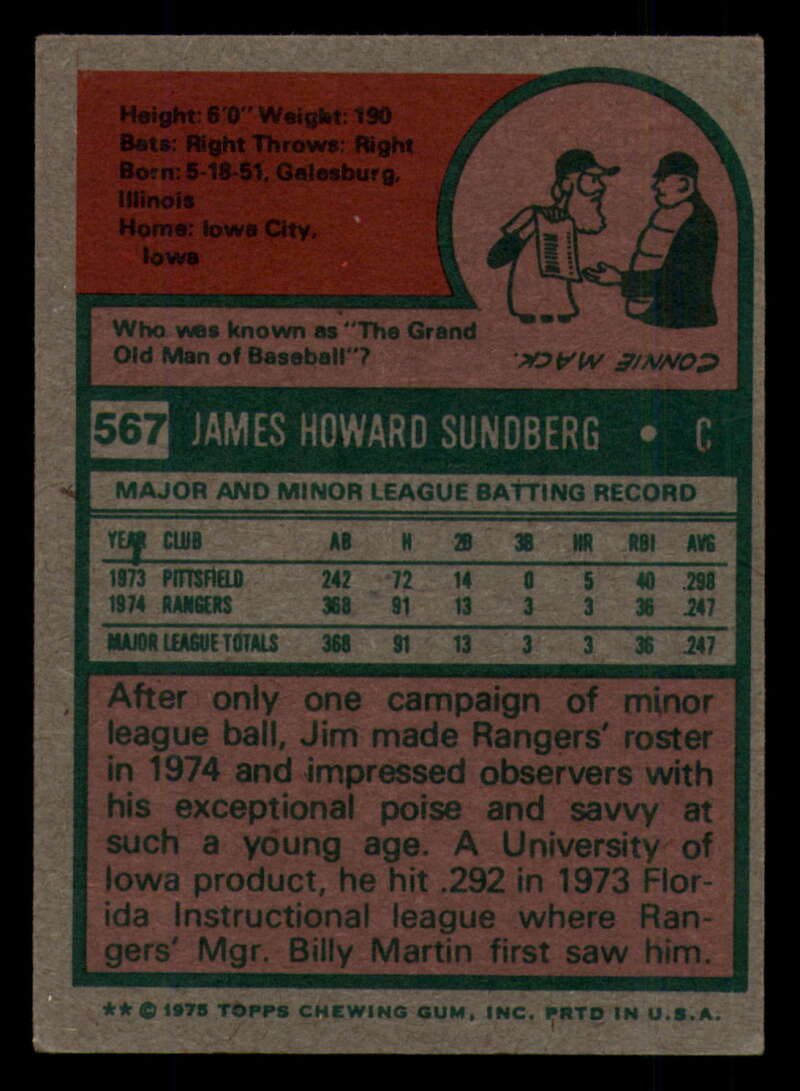 Height: 6'0" Weight: 190
Bats: Right Throws: Right
Born: 5-18-51, Galesburg,
Illinois
Home: Iowa City,
Iowa
Who was known as "The Grand
Old Man of Baseball"?
CONNIE MACK.
567 JAMES HOWARD SUNDBERG • C
MAJOR AND MINOR LEAGUE BATTING RECORD
YEAR CLUB AB H 2B 3B HR RBI AVG
1973 PITTSFIELD 242 72 14 0 5 40 .298
1974 RANGERS 368 91 13 3 3 36 .247
MAJOR LEAGUE TOTALS 368 91 13 3 3 36 .247
After only one campaign of minor
league ball, Jim made Rangers' roster
in 1974 and impressed observers with
his exceptional poise and savvy at
such a young age. A University of
Iowa product, he hit .292 in 1973 Flor-
ida Instructional league where Ran-
gers' Mgr. Billy Martin first saw him.
** © 1975 TOPPS CHEWING GUM, INC. PRTD IN U.S.A.